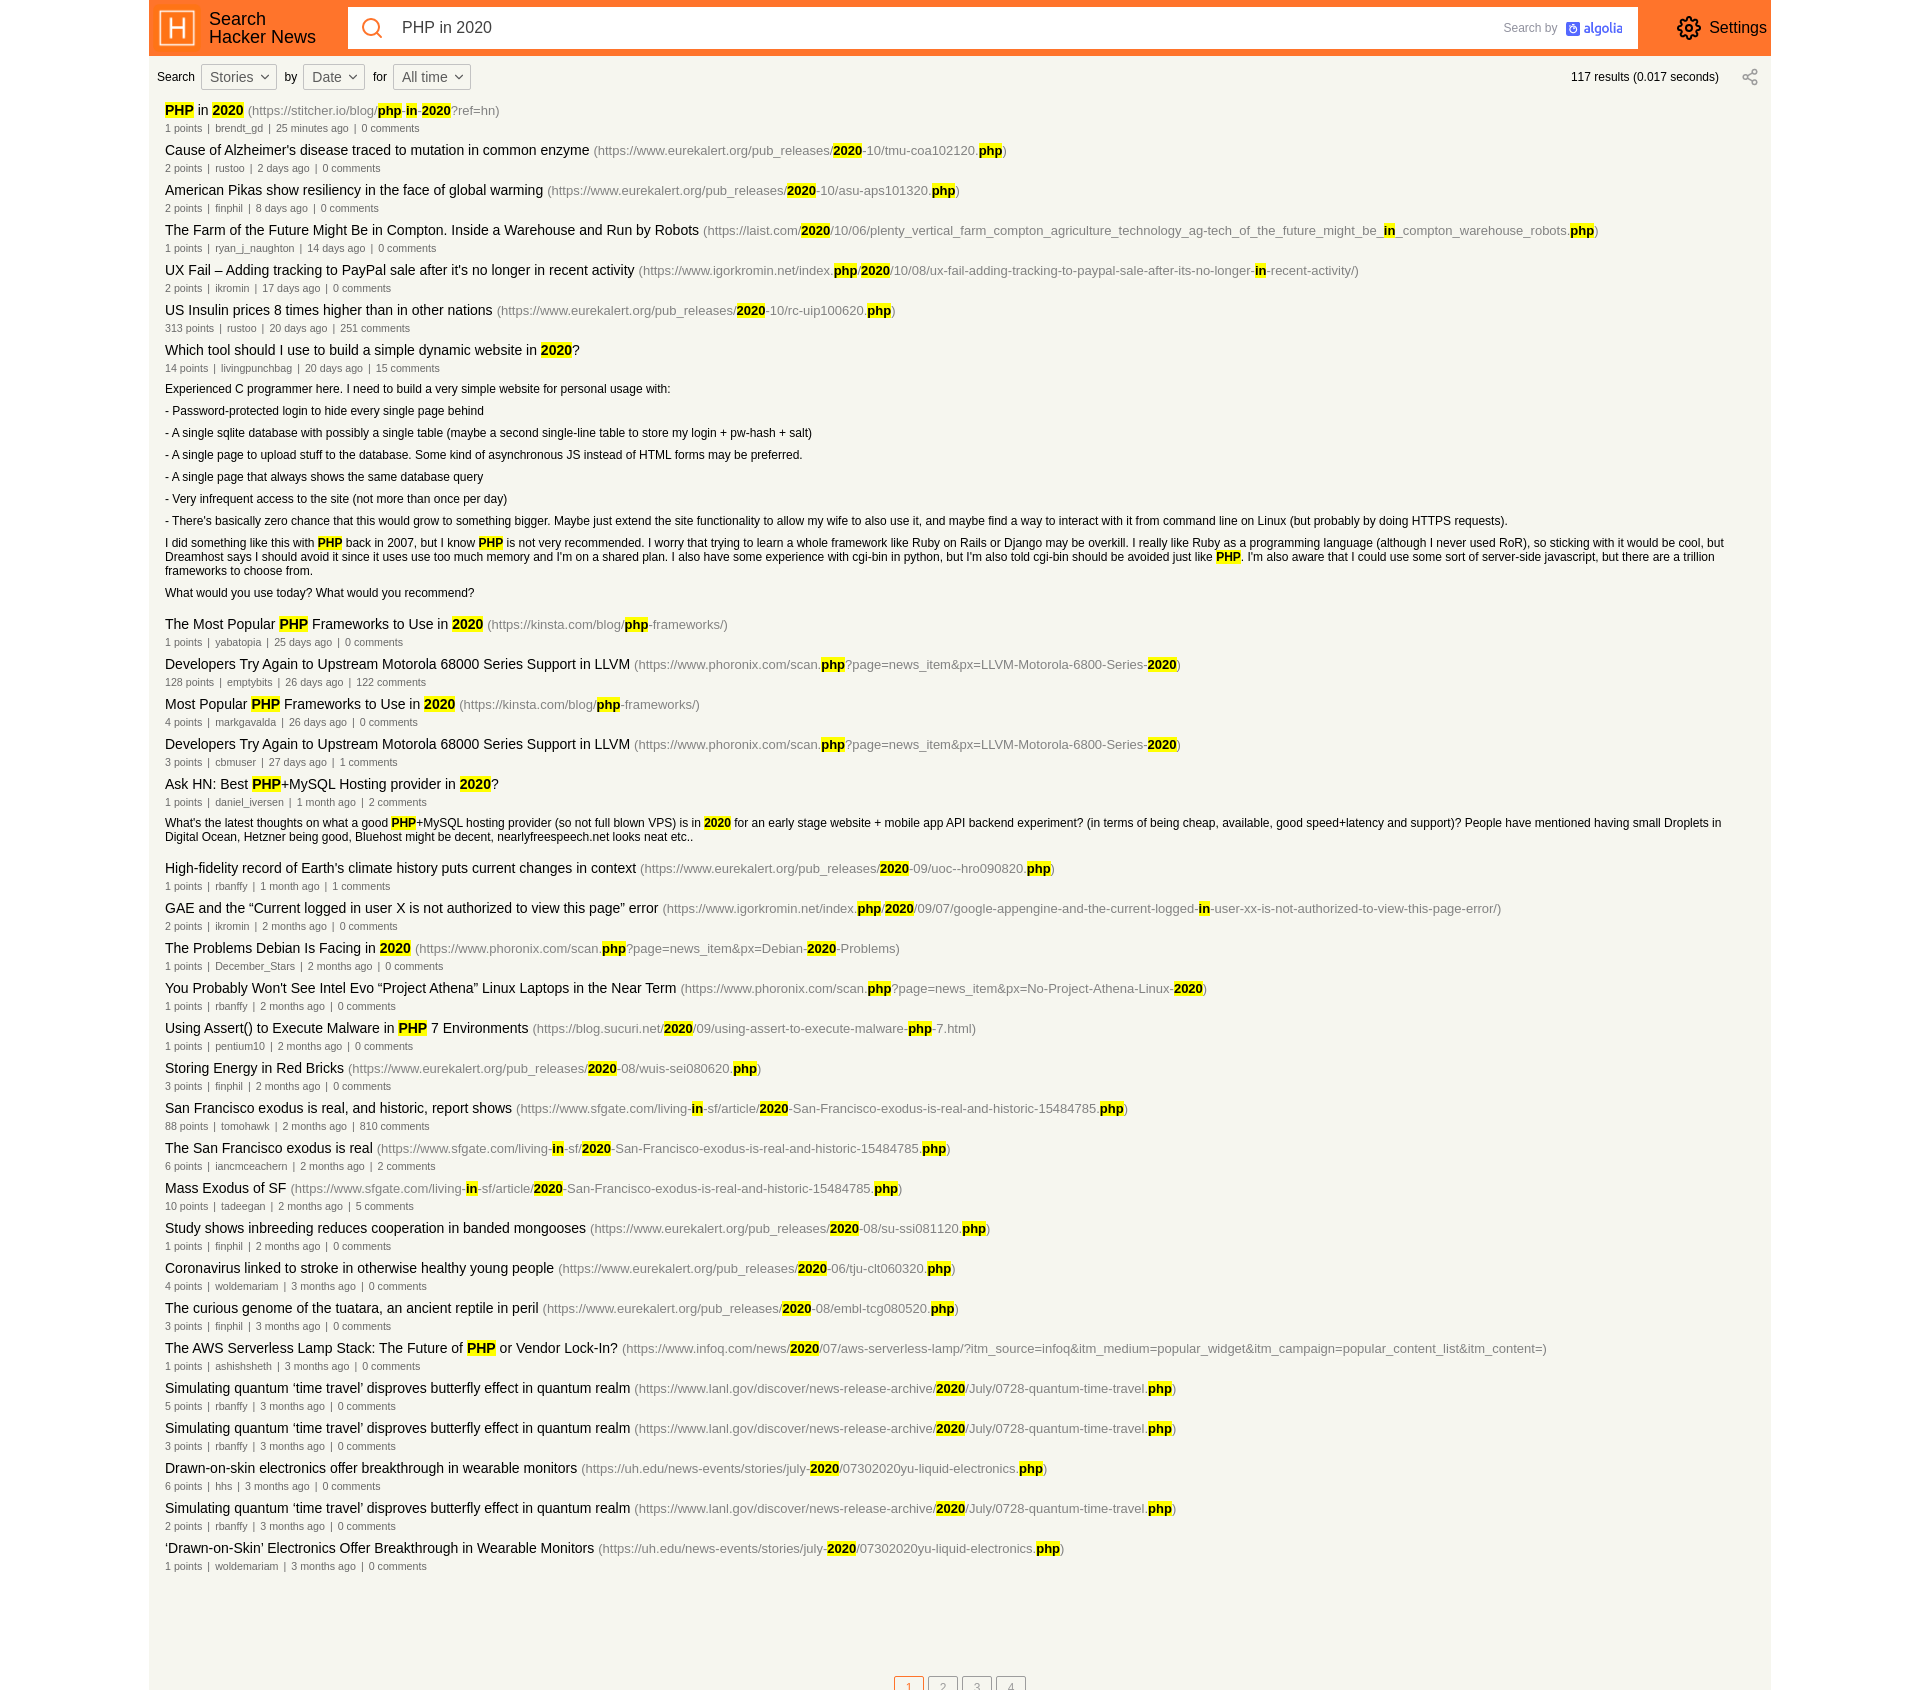 Search
Hacker News
PHP in 2020
Search by algolia
Settings
Search Stories by Date for All time
117 results (0.017 seconds)
PHP in 2020 (https://stitcher.io/blog/php-in-2020?ref=hn)
1 points | brendt_gd | 25 minutes ago | 0 comments
Cause of Alzheimer's disease traced to mutation in common enzyme (https://www.eurekalert.org/pub_releases/2020-10/tmu-coa102120.php)
2 points | rustoo | 2 days ago | 0 comments
American Pikas show resiliency in the face of global warming (https://www.eurekalert.org/pub_releases/2020-10/asu-aps101320.php)
2 points | finphil | 8 days ago | 0 comments
The Farm of the Future Might Be in Compton. Inside a Warehouse and Run by Robots (https://laist.com/2020/10/06/plenty_vertical_farm_compton_agriculture_technology_ag-tech_of_the_future_might_be_in_compton_warehouse_robots.php)
1 points | ryan_j_naughton | 14 days ago | 0 comments
UX Fail – Adding tracking to PayPal sale after it's no longer in recent activity (https://www.igorkromin.net/index.php/2020/10/08/ux-fail-adding-tracking-to-paypal-sale-after-its-no-longer-in-recent-activity/)
2 points | ikromin | 17 days ago | 0 comments
US Insulin prices 8 times higher than in other nations (https://www.eurekalert.org/pub_releases/2020-10/rc-uip100620.php)
313 points | rustoo | 20 days ago | 251 comments
Which tool should I use to build a simple dynamic website in 2020?
14 points | livingpunchbag | 20 days ago | 15 comments
Experienced C programmer here. I need to build a very simple website for personal usage with:
- Password-protected login to hide every single page behind
- A single sqlite database with possibly a single table (maybe a second single-line table to store my login + pw-hash + salt)
- A single page to upload stuff to the database. Some kind of asynchronous JS instead of HTML forms may be preferred.
- A single page that always shows the same database query
- Very infrequent access to the site (not more than once per day)
- There's basically zero chance that this would grow to something bigger. Maybe just extend the site functionality to allow my wife to also use it, and maybe find a way to interact with it from command line on Linux (but probably by doing HTTPS requests).
I did something like this with PHP back in 2007, but I know PHP is not very recommended. I worry that trying to learn a whole framework like Ruby on Rails or Django may be overkill. I really like Ruby as a programming language (although I never used RoR), so sticking with it would be cool, but
Dreamhost says I should avoid it since it uses use too much memory and I'm on a shared plan. I also have some experience with cgi-bin in python, but I'm also told cgi-bin should be avoided just like PHP. I'm also aware that I could use some sort of server-side javascript, but there are a trillion
frameworks to choose from.
What would you use today? What would you recommend?
The Most Popular PHP Frameworks to Use in 2020 (https://kinsta.com/blog/php-frameworks/)
1 points | yabatopia | 25 days ago | 0 comments
Developers Try Again to Upstream Motorola 68000 Series Support in LLVM (https://www.phoronix.com/scan.php?page=news_item&px=LLVM-Motorola-6800-Series-2020)
128 points | emptybits | 26 days ago | 122 comments
Most Popular PHP Frameworks to Use in 2020 (https://kinsta.com/blog/php-frameworks/)
4 points | markgavalda | 26 days ago | 0 comments
Developers Try Again to Upstream Motorola 68000 Series Support in LLVM (https://www.phoronix.com/scan.php?page=news_item&px=LLVM-Motorola-6800-Series-2020)
3 points | cbmuser | 27 days ago | 1 comments
Ask HN: Best PHP+MySQL Hosting provider in 2020?
1 points | daniel_iversen | 1 month ago | 2 comments
What's the latest thoughts on what a good PHP+MySQL hosting provider (so not full blown VPS) is in 2020 for an early stage website + mobile app API backend experiment? (in terms of being cheap, available, good speed+latency and support)? People have mentioned having small Droplets in
Digital Ocean, Hetzner being good, Bluehost might be decent, nearlyfreespeech.net looks neat etc..
High-fidelity record of Earth's climate history puts current changes in context (https://www.eurekalert.org/pub_releases/2020-09/uoc--hro090820.php)
1 points | rbanffy | 1 month ago | 1 comments
GAE and the “Current logged in user X is not authorized to view this page” error (https://www.igorkromin.net/index.php/2020/09/07/google-appengine-and-the-current-logged-in-user-xx-is-not-authorized-to-view-this-page-error/)
2 points | ikromin | 2 months ago | 0 comments
The Problems Debian Is Facing in 2020 (https://www.phoronix.com/scan.php?page=news_item&px=Debian-2020-Problems)
1 points | December_Stars | 2 months ago | 0 comments
You Probably Won't See Intel Evo “Project Athena” Linux Laptops in the Near Term (https://www.phoronix.com/scan.php?page=news_item&px=No-Project-Athena-Linux-2020)
1 points | rbanffy | 2 months ago | 0 comments
Using Assert() to Execute Malware in PHP 7 Environments (https://blog.sucuri.net/2020/09/using-assert-to-execute-malware-php-7.html)
1 points | pentium10 | 2 months ago | 0 comments
Storing Energy in Red Bricks (https://www.eurekalert.org/pub_releases/2020-08/wuis-sei080620.php)
3 points | finphil | 2 months ago | 0 comments
San Francisco exodus is real, and historic, report shows (https://www.sfgate.com/living-in-sf/article/2020-San-Francisco-exodus-is-real-and-historic-15484785.php)
88 points | tomohawk | 2 months ago | 810 comments
The San Francisco exodus is real (https://www.sfgate.com/living-in-sf/2020-San-Francisco-exodus-is-real-and-historic-15484785.php)
6 points | iancmceachern | 2 months ago | 2 comments
Mass Exodus of SF (https://www.sfgate.com/living-in-sf/article/2020-San-Francisco-exodus-is-real-and-historic-15484785.php)
10 points | tadeegan | 2 months ago | 5 comments
Study shows inbreeding reduces cooperation in banded mongooses (https://www.eurekalert.org/pub_releases/2020-08/su-ssi081120.php)
1 points | finphil | 2 months ago | 0 comments
Coronavirus linked to stroke in otherwise healthy young people (https://www.eurekalert.org/pub_releases/2020-06/tju-clt060320.php)
4 points | woldemariam | 3 months ago | 0 comments
The curious genome of the tuatara, an ancient reptile in peril (https://www.eurekalert.org/pub_releases/2020-08/embl-tcg080520.php)
3 points | finphil | 3 months ago | 0 comments
The AWS Serverless Lamp Stack: The Future of PHP or Vendor Lock-In? (https://www.infoq.com/news/2020/07/aws-serverless-lamp/?itm_source=infoq&itm_medium=popular_widget&itm_campaign=popular_content_list&itm_content=)
1 points | ashishsheth | 3 months ago | 0 comments
Simulating quantum ‘time travel’ disproves butterfly effect in quantum realm (https://www.lanl.gov/discover/news-release-archive/2020/July/0728-quantum-time-travel.php)
5 points | rbanffy | 3 months ago | 0 comments
Simulating quantum ‘time travel’ disproves butterfly effect in quantum realm (https://www.lanl.gov/discover/news-release-archive/2020/July/0728-quantum-time-travel.php)
3 points | rbanffy | 3 months ago | 0 comments
Drawn-on-skin electronics offer breakthrough in wearable monitors (https://uh.edu/news-events/stories/july-2020/07302020yu-liquid-electronics.php)
6 points | hhs | 3 months ago | 0 comments
Simulating quantum ‘time travel’ disproves butterfly effect in quantum realm (https://www.lanl.gov/discover/news-release-archive/2020/July/0728-quantum-time-travel.php)
2 points | rbanffy | 3 months ago | 0 comments
‘Drawn-on-Skin’ Electronics Offer Breakthrough in Wearable Monitors (https://uh.edu/news-events/stories/july-2020/07302020yu-liquid-electronics.php)
1 points | woldemariam | 3 months ago | 0 comments
1 2 3 4